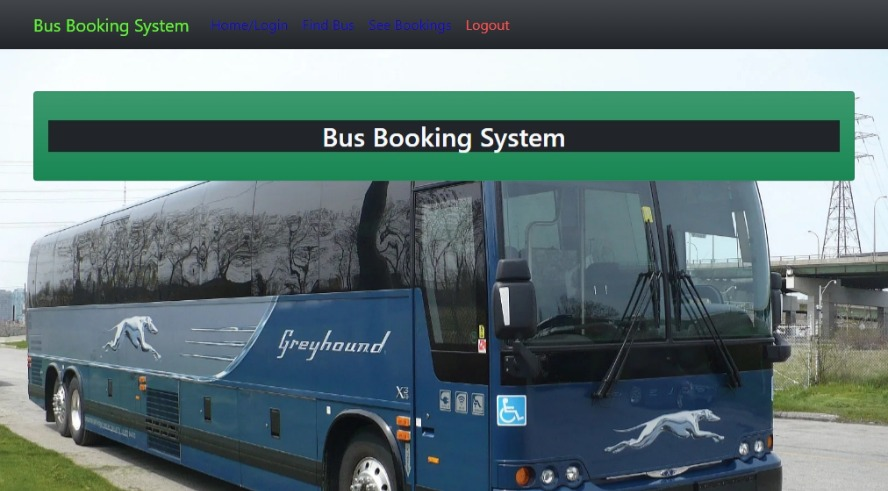 Bus Booking System Home/Login Find Bus See Bookings Logout
Bus Booking System
Greyhound